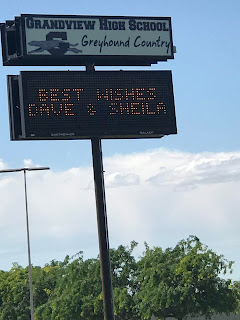 GRANDVIEW HIGH SCHOOL
Greyhound Country
BEST WISHES
DAVE & SHEILA